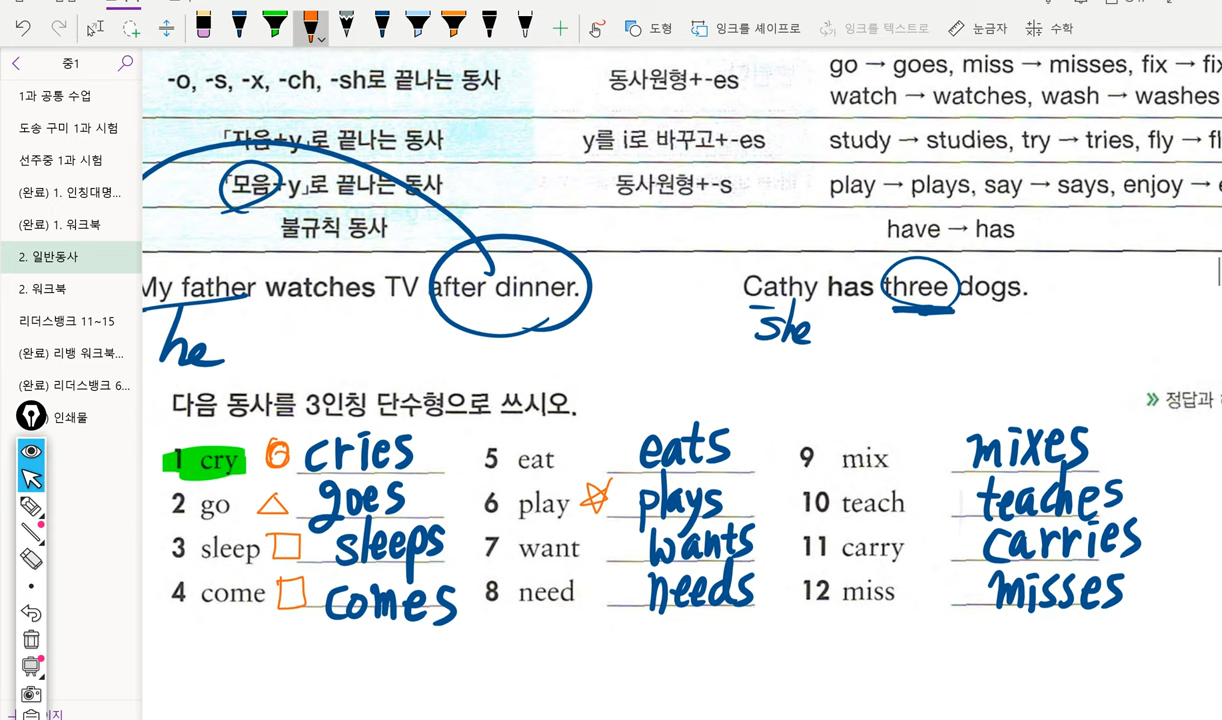 도형
잉크를 셰이프로
잉크를 텍스트로
눈금자
수학
중1
1과 공통 수업
도송 구미 1과 시험
선주중 1과 시험
(완료) 1. 인칭대명...
(완료) 1. 워크북
2. 일반동사
2. 워크북
리더스뱅크 11~15
(완료) 리뱅 워크북...
(완료) 리더스뱅크 6...
) 인쇄물
-o, -s, -x, -ch, -sh로 끝나는 동사 동사원형+-es go → goes, miss → misses, fix → fix
watch → watches, wash → washes
「자음+y」로 끝나는 동사 y를 i로 바꾸고+-es study → studies, try → tries, fly → fl
「모음+y」로 끝나는 동사 동사원형+-s play → plays, say → says, enjoy → e
불규칙 동사 have → has
My father watches TV after dinner. Cathy has three dogs.
he she
다음 동사를 3인칭 단수형으로 쓰시오.
» 정답과
1 cry cries 5 eat eats 9 mix mixes
2 go goes 6 play plays 10 teach teaches
3 sleep sleeps 7 want wants 11 carry carries
4 come comes 8 need needs 12 miss misses